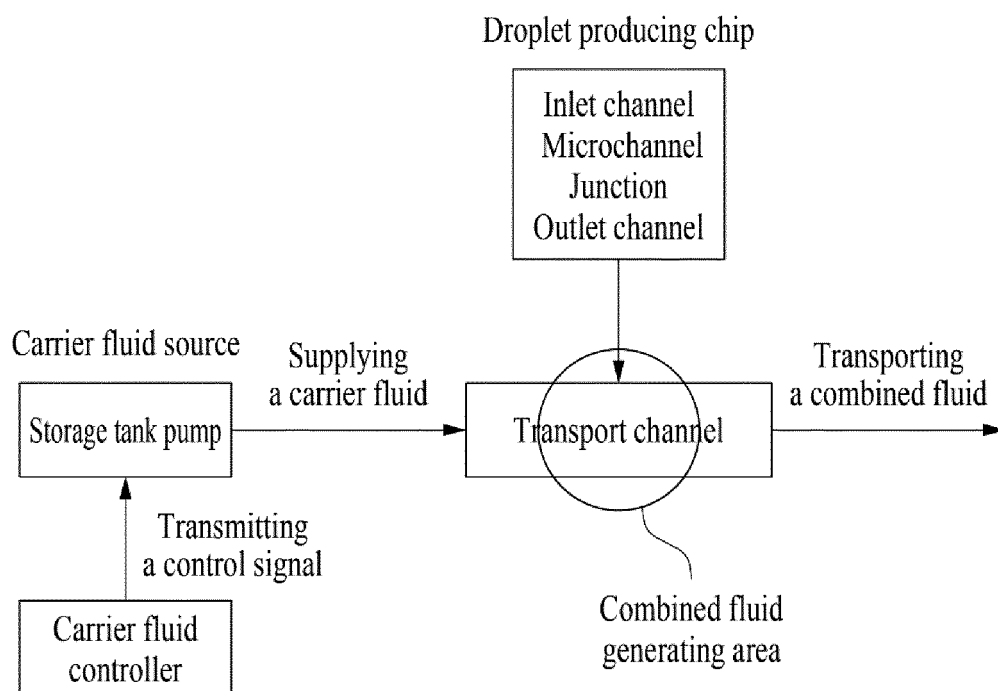 Droplet producing chip
Inlet channel
Microchannel
Junction
Outlet channel
Carrier fluid source
Storage tank pump
Supplying
a carrier fluid
Transport channel
Transporting
a combined fluid
Transmitting
a control signal
Carrier fluid
controller
Combined fluid
generating area